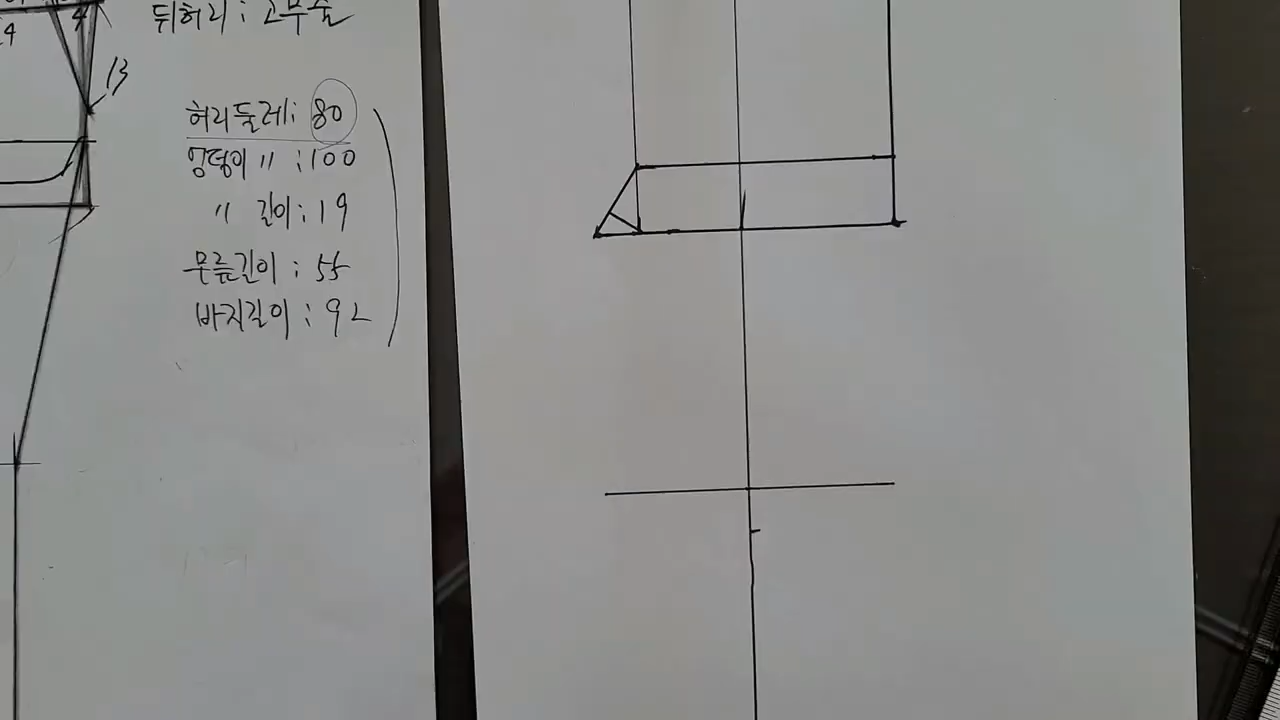 4
24
13
뒤허리 : 고무줄
허리둘레 : 80
엉덩이 〃 : 100
〃 길이 : 19
무릎길이 : 55
바지길이 : 92